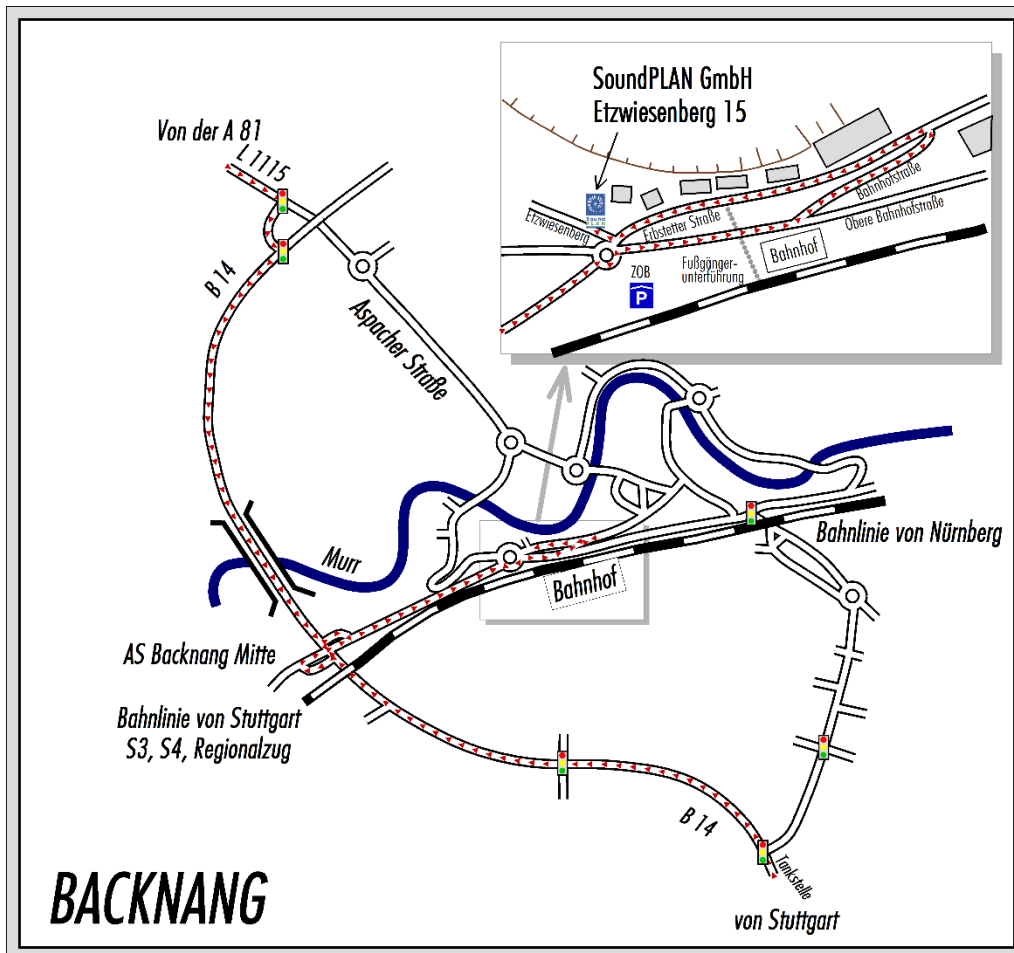 SoundPLAN GmbH
Etzwiesenberg 15
Von der A 81
L 1115
B 14
Aspacher Straße
Etzwiesenberg
Sound
PLAN
Erbstetter Straße
Bahnhofstraße
Obere Bahnhofstraße
Bahnhof
Fußgänger-
unterführung
ZOB
P
Murr
Bahnhof
Bahnlinie von Nürnberg
AS Backnang Mitte
Bahnlinie von Stuttgart
S3, S4, Regionalzug
B 14
Tankstelle
von Stuttgart
BACKNANG